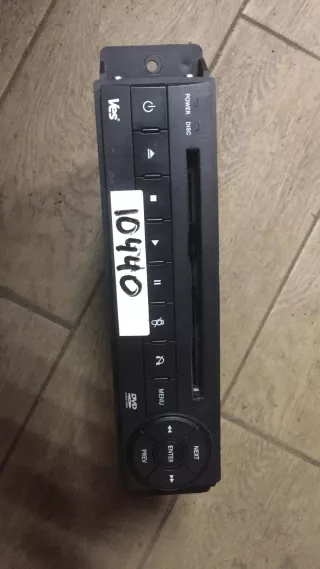 POWER DISC
Ves
10440
MENU
DVD
NEXT
ENTER
PREV